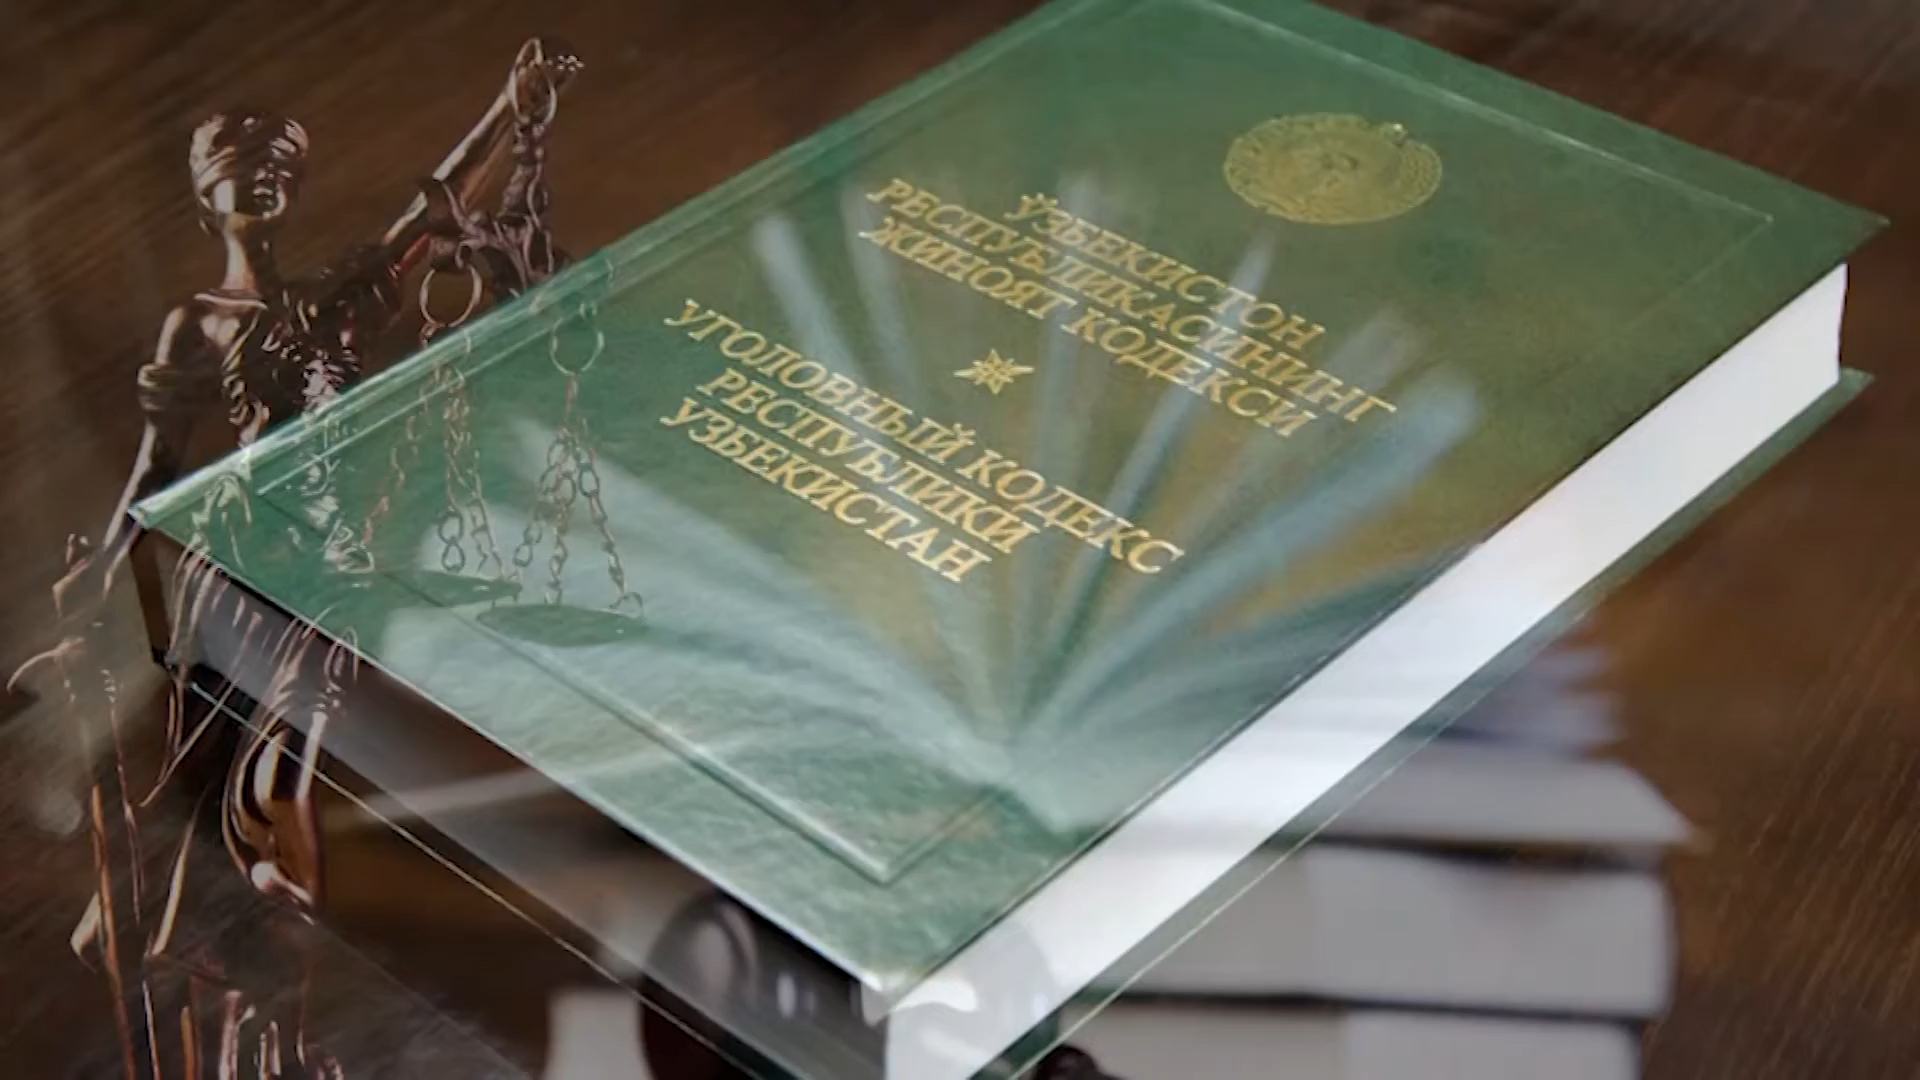 ЎЗБЕКИСТОН
РЕСПУБЛИКАСИНИНГ
ЖИНОЯТ КОДЕКСИ
УГОЛОВНЫЙ КОДЕКС
РЕСПУБЛИКИ
УЗБЕКИСТАН